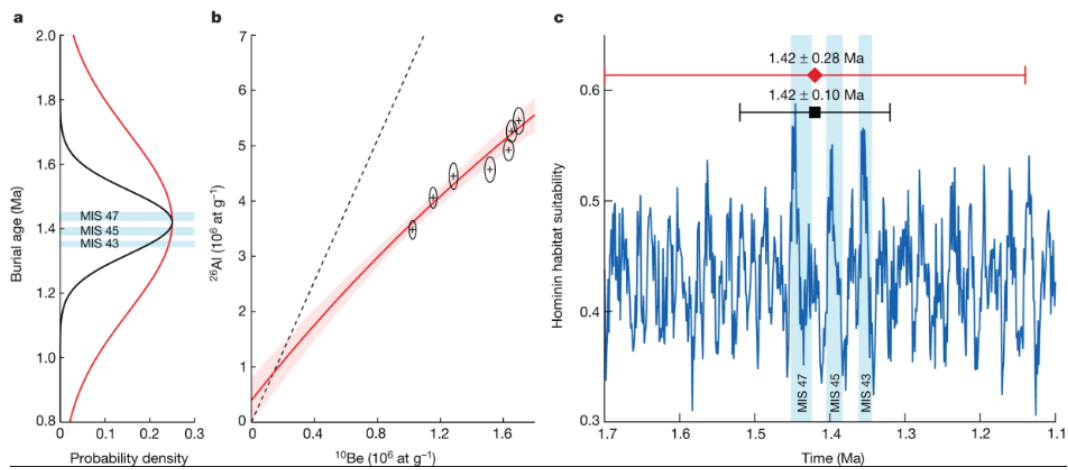 a
Burial age (Ma)
2.0
1.8
1.6
1.4
1.2
1.0
0.8
MIS 47
MIS 45
MIS 43
0
0.1
0.2
0.3
Probability density
b
²⁶Al (10⁶ at g⁻¹)
7
6
5
4
3
2
1
0
0
0.4
0.8
1.2
1.6
¹⁰Be (10⁶ at g⁻¹)
c
Hominin habitat suitability
0.6
0.5
0.4
0.3
1.42 ± 0.28 Ma
1.42 ± 0.10 Ma
MIS 47
MIS 45
MIS 43
1.7
1.6
1.5
1.4
1.3
1.2
1.1
Time (Ma)